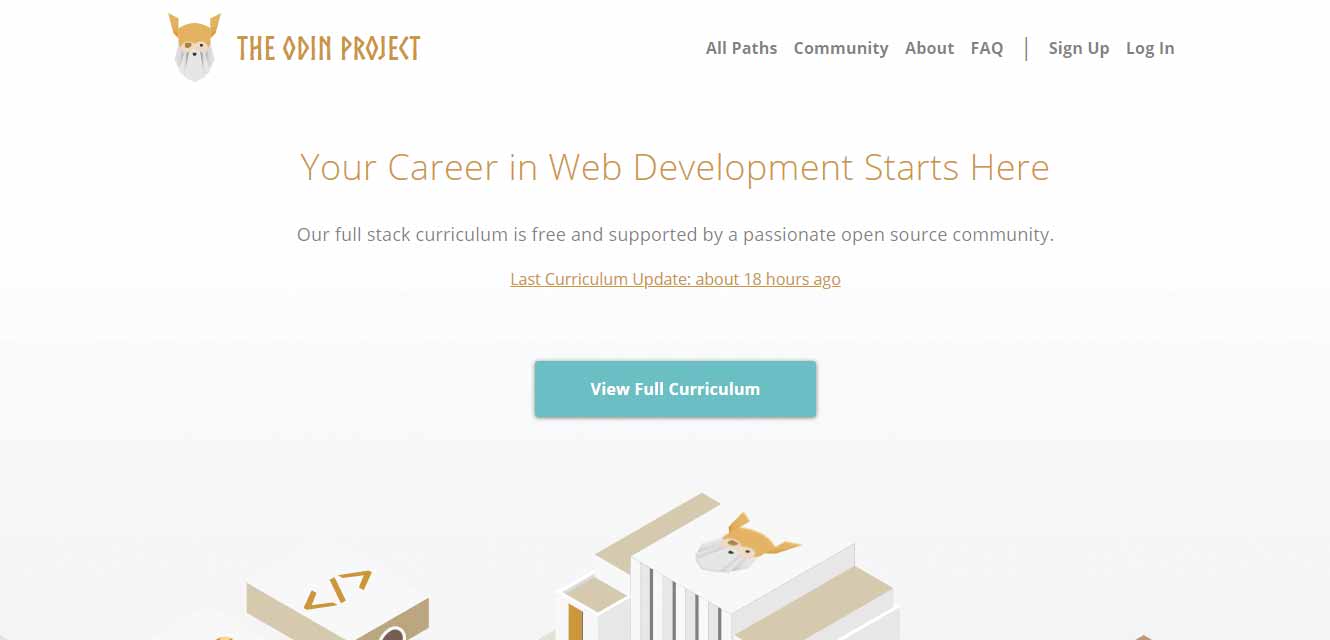 THE ODIN PROJECT
All Paths Community About FAQ | Sign Up Log In
Your Career in Web Development Starts Here
Our full stack curriculum is free and supported by a passionate open source community.
Last Curriculum Update: about 18 hours ago
View Full Curriculum
</>